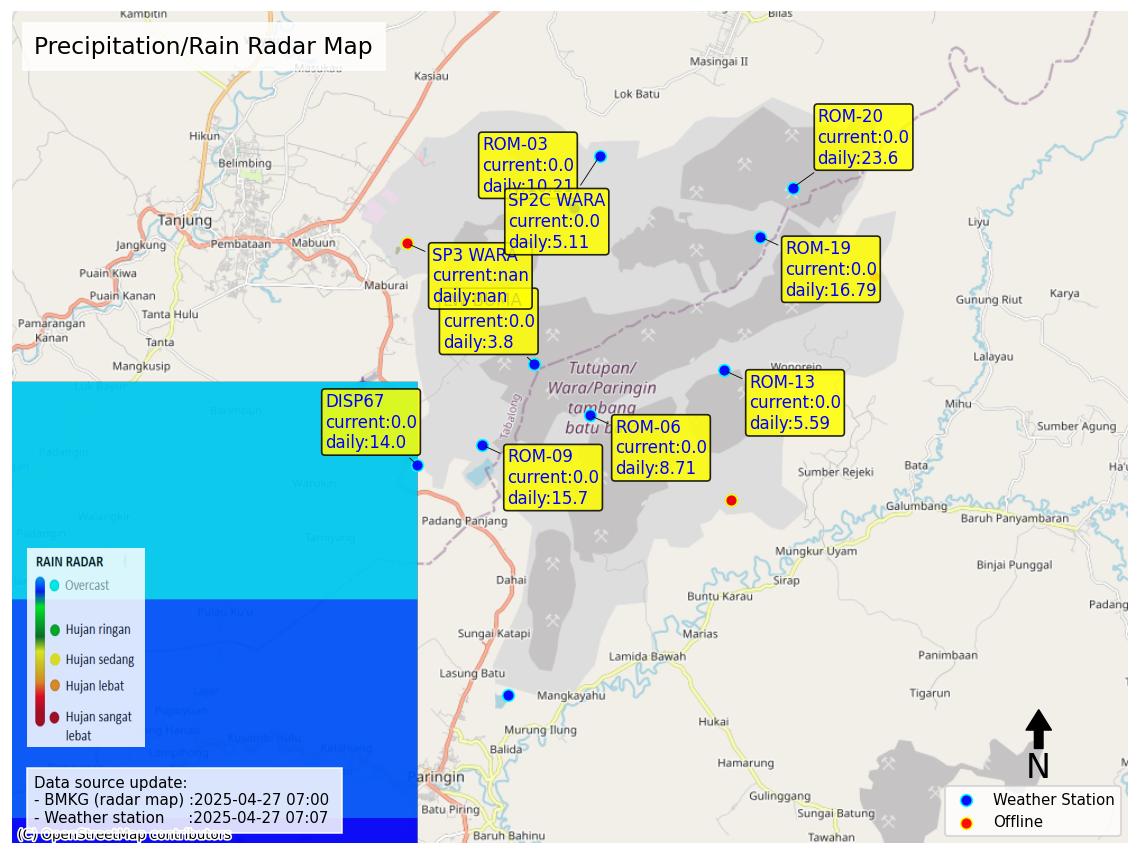 Precipitation/Rain Radar Map
Kambitin
Bilas
Kasiau
Masingai II
Lok Batu
Hikun
Belimbing
Tanjung
Jangkung
Pembataan
Mabuun
Maburai
Puain Kiwa
Puain Kanan
Tanta Hulu
Pamarangan
Kanan
Tanta
Mangkusip
ROM-03
current:0.0
daily:10.21
SP2C WARA
current:0.0
daily:5.11
SP3 WARA
current:nan
daily:nan
current:0.0
daily:3.8
ROM-20
current:0.0
daily:23.6
ROM-19
current:0.0
daily:16.79
Liyu
Gunung Riut
Karya
Lalayau
Mihu
Sumber Agung
Wonorejo
Tutupan/
Wara/Paringin
tambang
batu
Tabalong
ROM-13
current:0.0
daily:5.59
DISP67
current:0.0
daily:14.0
ROM-06
current:0.0
daily:8.71
ROM-09
current:0.0
daily:15.7
Sumber Rejeki
Bata
Galumbang
Baruh Panyambaran
Padang Panjang
Mungkur Uyam
Binjai Punggal
Dahai
Sirap
Buntu Karau
Padang
Sungai Katapi
Marias
Lamida Bawah
Panimbaan
Lasung Batu
Mangkayahu
Tigarun
Murung Ilung
Hukai
Balida
Hamarung
Paringin
Gulinggang
Batu Piring
Sungai Batung
Baruh Bahinu
Tawahan
RAIN RADAR
Overcast
Hujan ringan
Hujan sedang
Hujan lebat
Hujan sangat
lebat
Data source update:
- BMKG (radar map) :2025-04-27 07:00
- Weather station :2025-04-27 07:07
(C) OpenStreetMap contributors
N
Weather Station
Offline